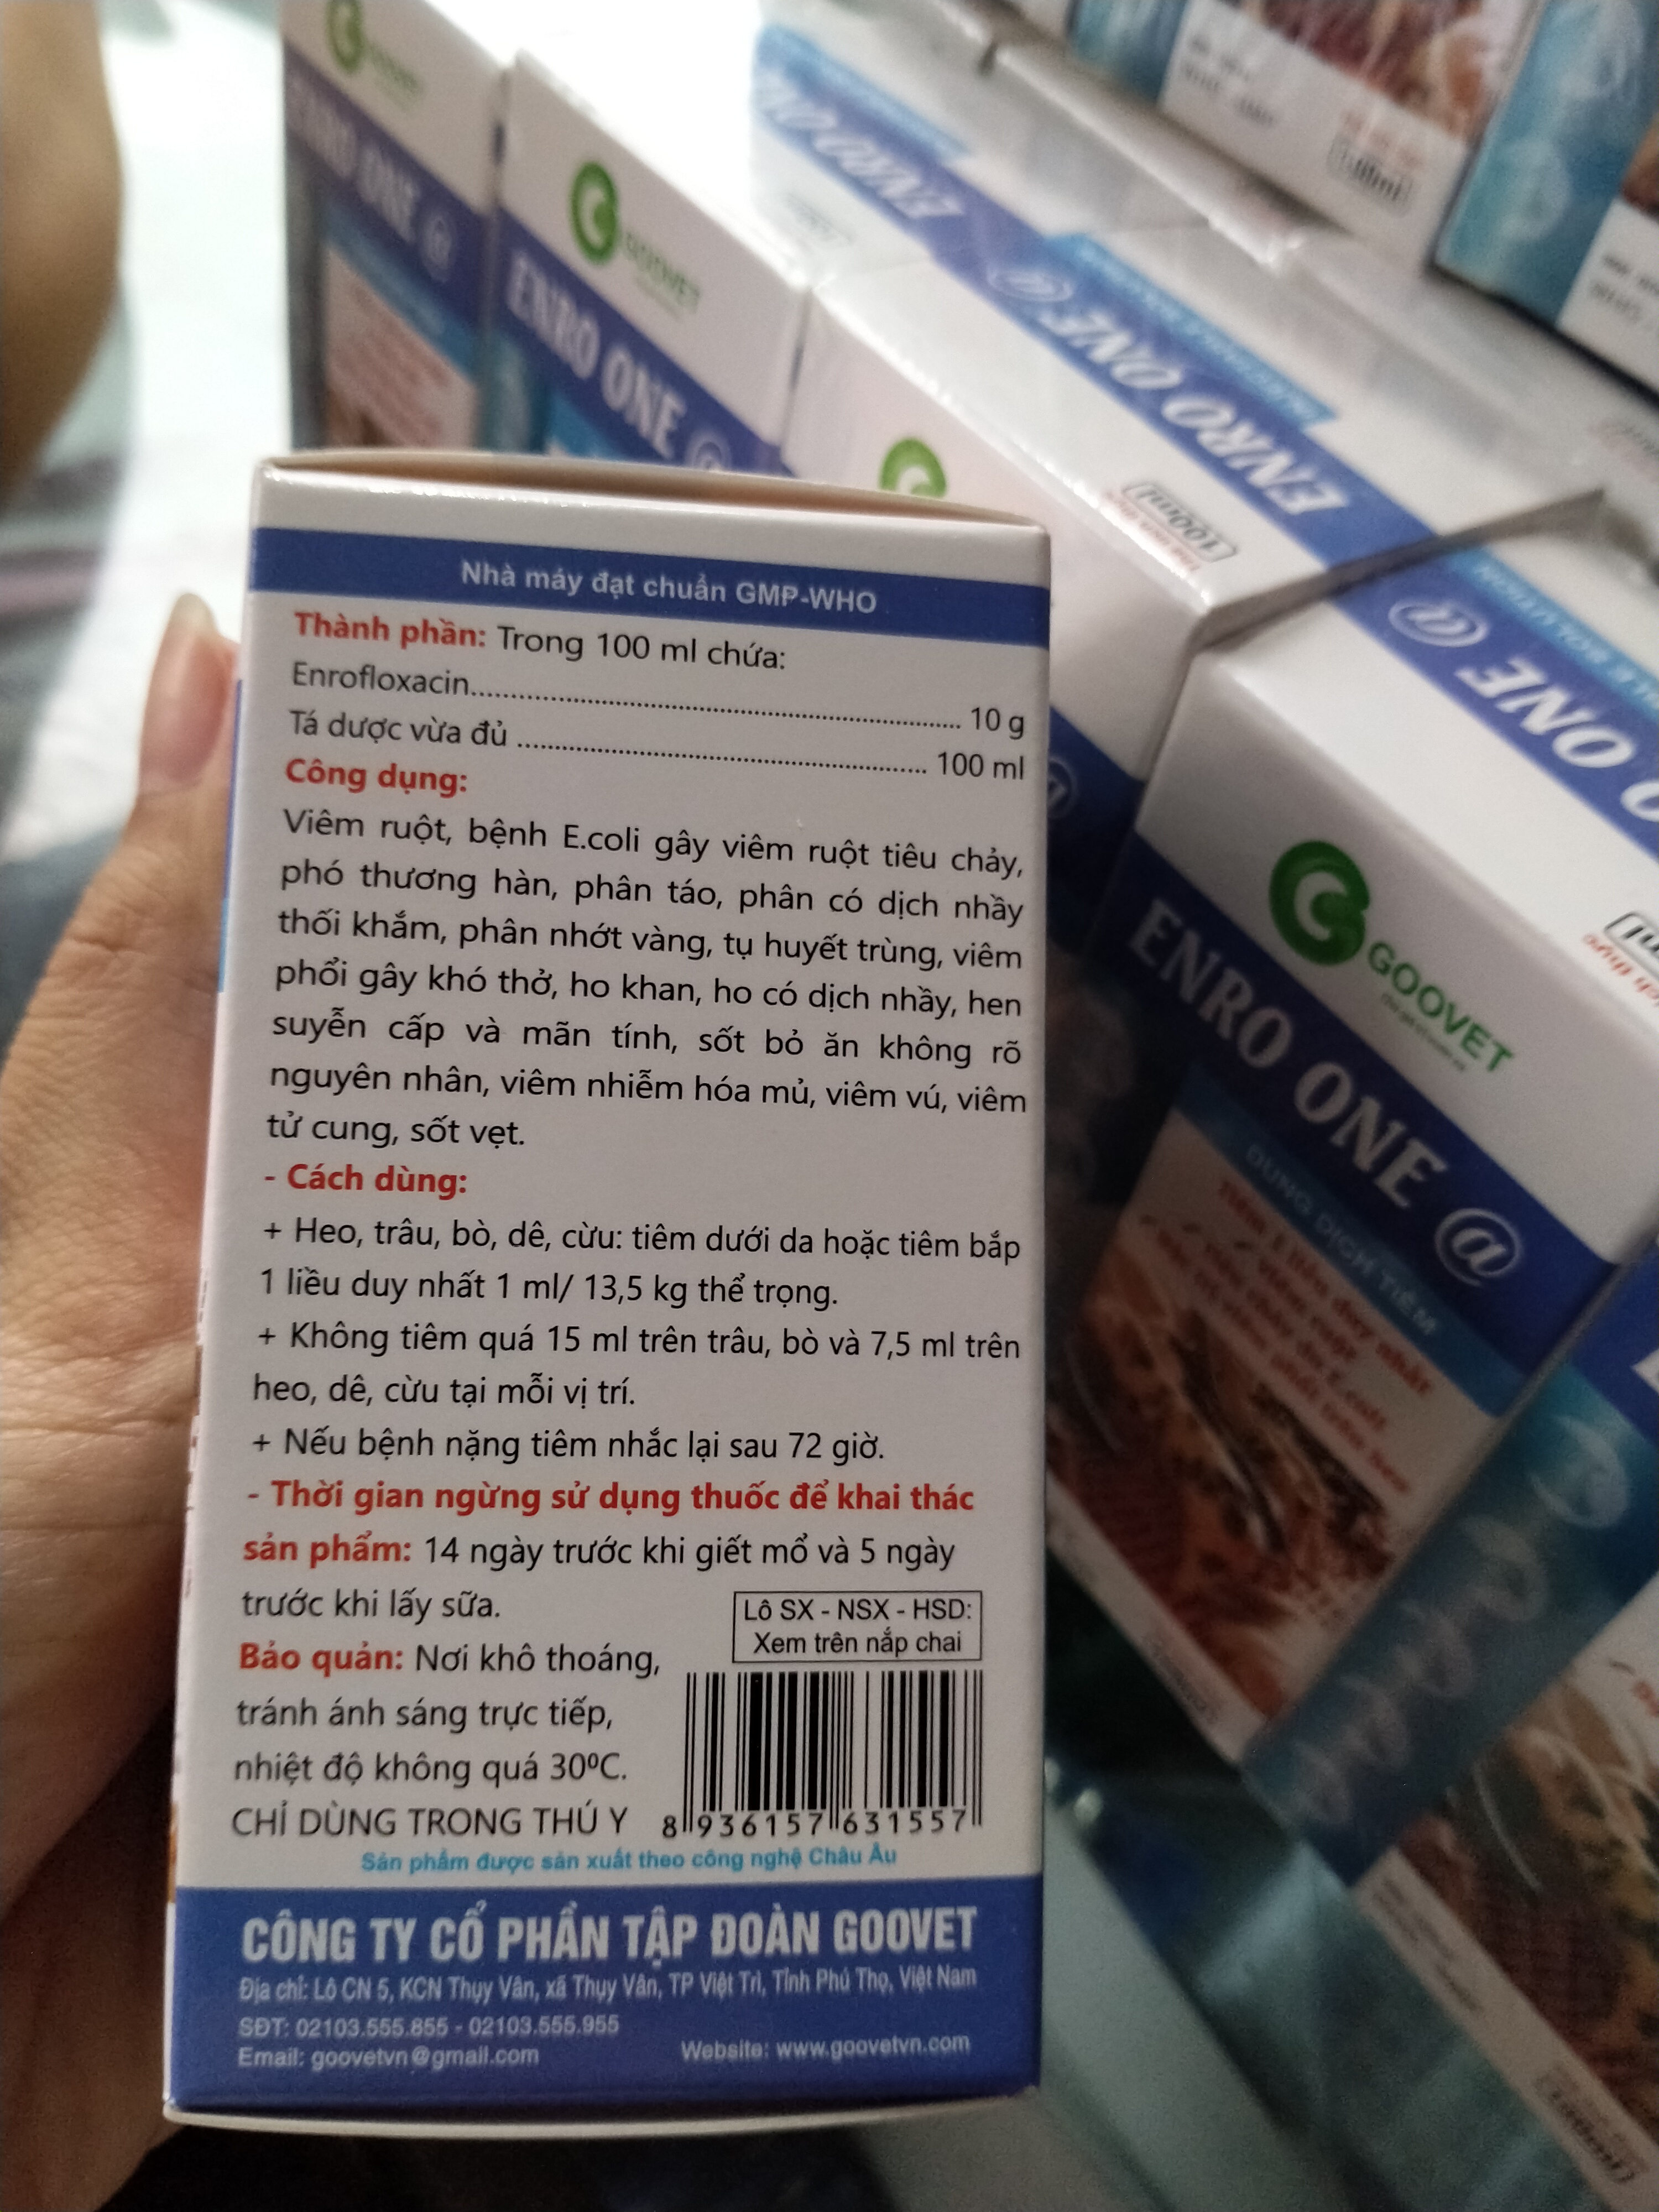 Nhà máy đạt chuẩn GMP-WHO
Thành phần: Trong 100 ml chứa:
Enrofloxacin.......... 10 g
Tá dược vừa đủ .......... 100 ml
Công dụng:
Viêm ruột, bệnh E.coli gây viêm ruột tiêu chảy,
phó thương hàn, phân táo, phân có dịch nhầy
thối khắm, phân nhớt vàng, tụ huyết trùng, viêm
phổi gây khó thở, ho khan, ho có dịch nhầy, hen
suyễn cấp và mãn tính, sốt bỏ ăn không rõ
nguyên nhân, viêm nhiễm hóa mủ, viêm vú, viêm
tử cung, sốt vẹt.
- Cách dùng:
+ Heo, trâu, bò, dê, cừu: tiêm dưới da hoặc tiêm bắp
1 liều duy nhất 1 ml/ 13,5 kg thể trọng.
+ Không tiêm quá 15 ml trên trâu, bò và 7,5 ml trên
heo, dê, cừu tại mỗi vị trí.
+ Nếu bệnh nặng tiêm nhắc lại sau 72 giờ.
- Thời gian ngừng sử dụng thuốc để khai thác
sản phẩm: 14 ngày trước khi giết mổ và 5 ngày
trước khi lấy sữa.
Lô SX - NSX - HSD:
Xem trên nắp chai
Bảo quản: Nơi khô thoáng,
tránh ánh sáng trực tiếp,
nhiệt độ không quá 30ºC.
CHỈ DÙNG TRONG THÚ Y
8 936157 631557
Sản phẩm được sản xuất theo công nghệ Châu Âu
CÔNG TY CỔ PHẦN TẬP ĐOÀN GOOVET
Địa chỉ: Lô CN 5, KCN Thụy Vân, xã Thụy Vân, TP Việt Trì, Tỉnh Phú Thọ, Việt Nam
SĐT: 02103.555.855 - 02103.555.955
Email: goovetvn@gmail.com
Website: www.goovetvn.com
ENRO ONE @
GOOVET
ENRO ONE @
ENRO ONE @
ENRO ONE @
100ml
ENRO ONE @
GOOVET
ENRO ONE @
DUNG DỊCH TIÊM
100ml